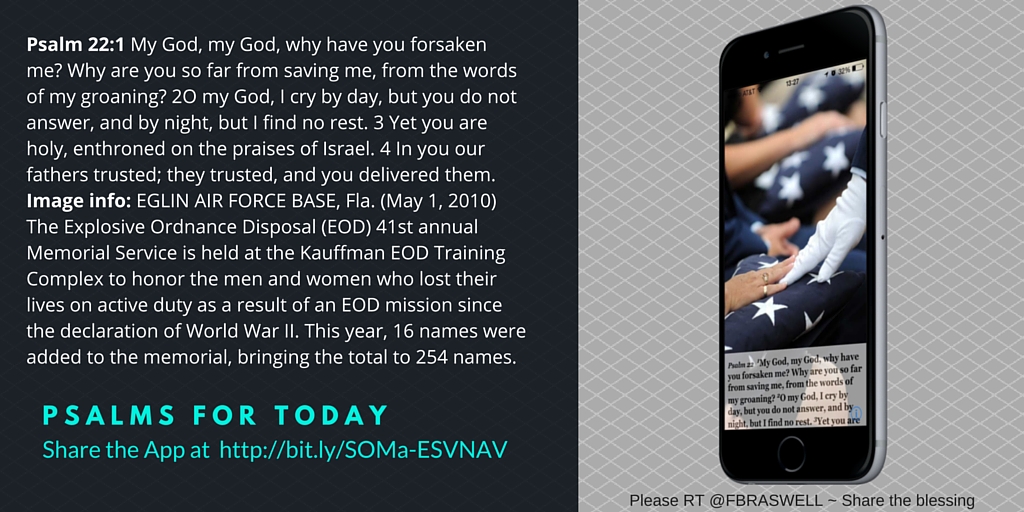 Psalm 22:1 My God, my God, why have you forsaken
me? Why are you so far from saving me, from the words
of my groaning? 2O my God, I cry by day, but you do not
answer, and by night, but I find no rest. 3 Yet you are
holy, enthroned on the praises of Israel. 4 In you our
fathers trusted; they trusted, and you delivered them.
Image info: EGLIN AIR FORCE BASE, Fla. (May 1, 2010)
The Explosive Ordnance Disposal (EOD) 41st annual
Memorial Service is held at the Kauffman EOD Training
Complex to honor the men and women who lost their
lives on active duty as a result of an EOD mission since
the declaration of World War II. This year, 16 names were
added to the memorial, bringing the total to 254 names.
PSALMS FOR TODAY
Share the App at http://bit.ly/SOMa-ESVNAV
AT&T 13:27 32%
Psalm 22 ¹My God, my God, why have
you forsaken me? Why are you so far
from saving me, from the words of
my groaning? ²O my God, I cry by
day, but you do not answer, and by
night, but I find no rest. ³Yet you are
Please RT @FBRASWELL ~ Share the blessing